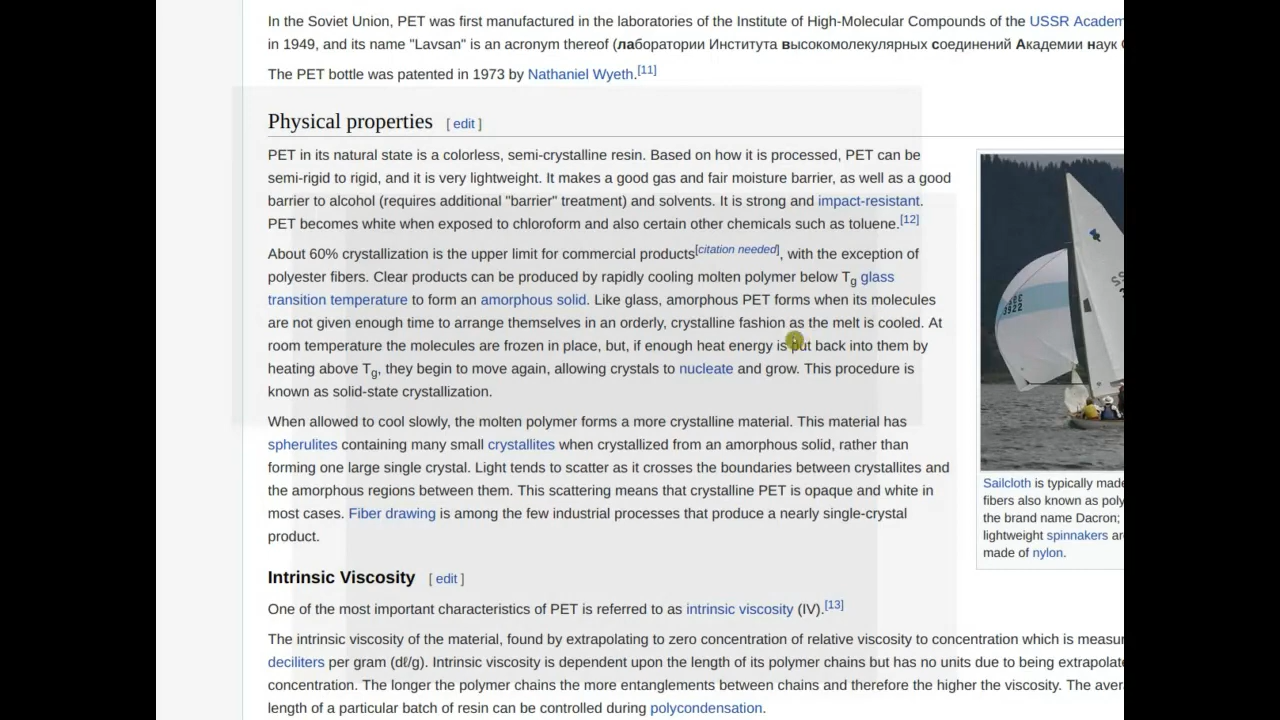 In the Soviet Union, PET was first manufactured in the laboratories of the Institute of High-Molecular Compounds of the USSR Academ
in 1949, and its name "Lavsan" is an acronym thereof (лаборатории Института высокомолекулярных соединений Академии наук С
The PET bottle was patented in 1973 by Nathaniel Wyeth.[11]
Physical properties [ edit ]
PET in its natural state is a colorless, semi-crystalline resin. Based on how it is processed, PET can be
semi-rigid to rigid, and it is very lightweight. It makes a good gas and fair moisture barrier, as well as a good
barrier to alcohol (requires additional "barrier" treatment) and solvents. It is strong and impact-resistant.
PET becomes white when exposed to chloroform and also certain other chemicals such as toluene.[12]
About 60% crystallization is the upper limit for commercial products[citation needed], with the exception of
polyester fibers. Clear products can be produced by rapidly cooling molten polymer below Tg glass
transition temperature to form an amorphous solid. Like glass, amorphous PET forms when its molecules
are not given enough time to arrange themselves in an orderly, crystalline fashion as the melt is cooled. At
room temperature the molecules are frozen in place, but, if enough heat energy is put back into them by
heating above Tg, they begin to move again, allowing crystals to nucleate and grow. This procedure is
known as solid-state crystallization.
When allowed to cool slowly, the molten polymer forms a more crystalline material. This material has
spherulites containing many small crystallites when crystallized from an amorphous solid, rather than
forming one large single crystal. Light tends to scatter as it crosses the boundaries between crystallites and
the amorphous regions between them. This scattering means that crystalline PET is opaque and white in
most cases. Fiber drawing is among the few industrial processes that produce a nearly single-crystal
product.
Sailcloth is typically made
fibers also known as poly
the brand name Dacron;
lightweight spinnakers ar
made of nylon.
Intrinsic Viscosity [ edit ]
One of the most important characteristics of PET is referred to as intrinsic viscosity (IV).[13]
The intrinsic viscosity of the material, found by extrapolating to zero concentration of relative viscosity to concentration which is measur
deciliters per gram (dℓ/g). Intrinsic viscosity is dependent upon the length of its polymer chains but has no units due to being extrapolate
concentration. The longer the polymer chains the more entanglements between chains and therefore the higher the viscosity. The aver
length of a particular batch of resin can be controlled during polycondensation.